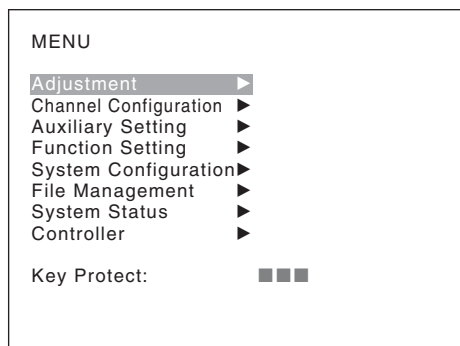 MENU
Adjustment ▶
Channel Configuration ▶
Auxiliary Setting ▶
Function Setting ▶
System Configuration ▶
File Management ▶
System Status ▶
Controller ▶
Key Protect: ■■■